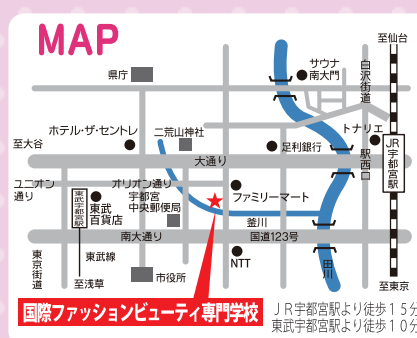 MAP
至仙台
サウナ
南大門
白沢街道
県庁
ホテル・ザ・セントレ
二荒山神社
トナリエ
JR宇都宮駅
至大谷
足利銀行
大通り
駅西口
ユニオン
通り
オリオン通り
東武宇都宮駅
東武
百貨店
宇都宮
中央郵便局
ファミリーマート
釜川
南大通り
国道123号
東京街道
東武線
至浅草
市役所
NTT
田川
至東京
国際ファッションビューティ専門学校
JR宇都宮駅より徒歩15分
東武宇都宮駅より徒歩10分